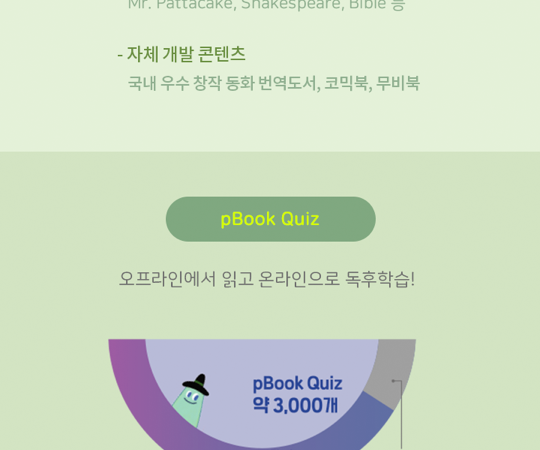 Mr. Pattacake, Shakespeare, Bible 등
- 자체 개발 콘텐츠
국내 우수 창작 동화 번역도서, 코믹북, 무비북
pBook Quiz
오프라인에서 읽고 온라인으로 독후학습!
pBook Quiz
약 3,000개